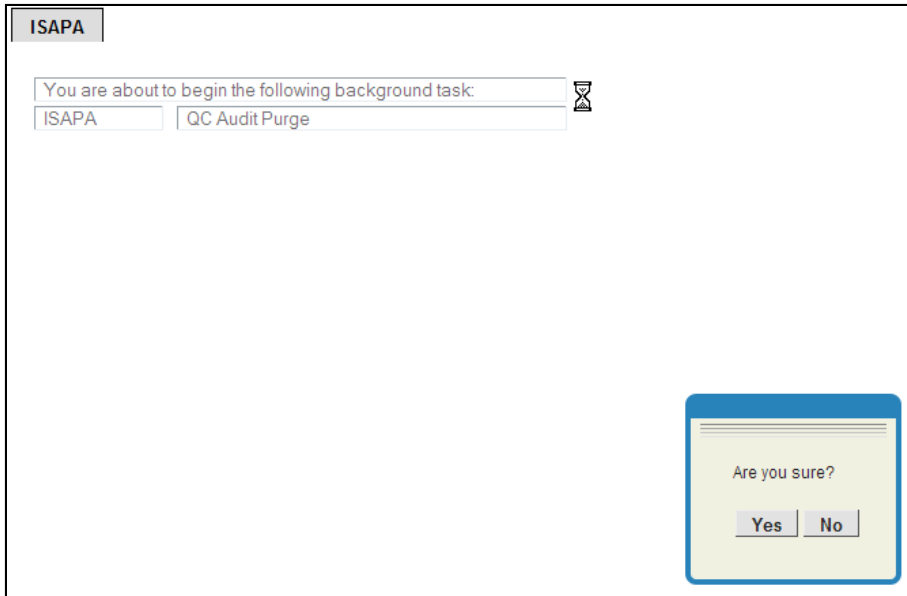 ISAPA
You are about to begin the following background task:
ISAPA QC Audit Purge
Are you sure?
Yes No